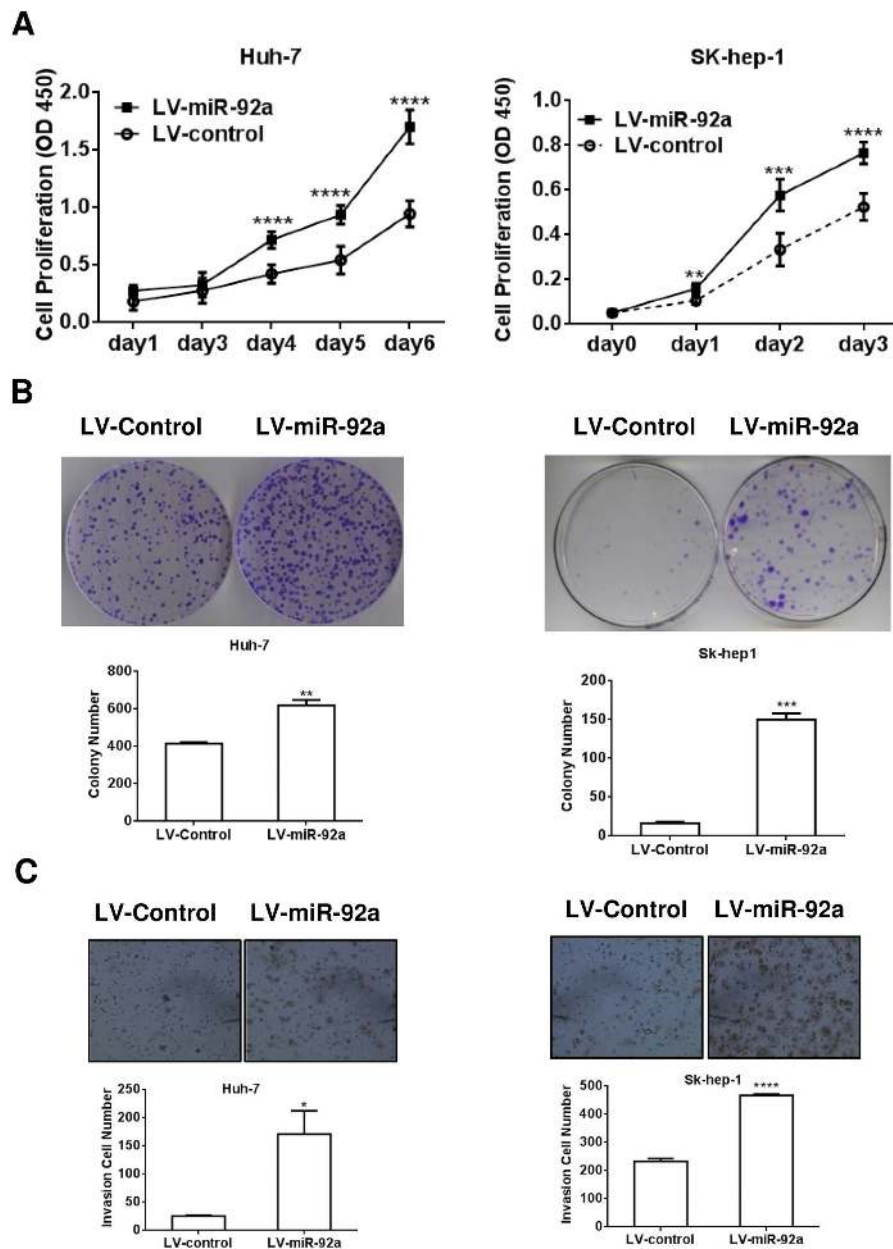 A
Huh-7
Cell Proliferation (OD 450)
2.0
1.5
1.0
0.5
0.0
LV-miR-92a
LV-control
****
****
****
day1 day3 day4 day5 day6
SK-hep-1
Cell Proliferation (OD 450)
1.0
0.8
0.6
0.4
0.2
0.0
LV-miR-92a
LV-control
**
***
****
day0 day1 day2 day3
B
LV-Control LV-miR-92a
Huh-7
Colony Number
800
600
400
200
0
**
LV-Control LV-miR-92a
LV-Control LV-miR-92a
Sk-hep1
Colony Number
200
150
100
50
0
***
LV-Control LV-miR-92a
C
LV-Control LV-miR-92a
Huh-7
Invasion Cell Number
250
200
150
100
50
0
*
LV-control LV-miR-92a
LV-Control LV-miR-92a
Sk-hep-1
Invasion Cell Number
500
400
300
200
100
0
****
LV-control LV-miR-92a